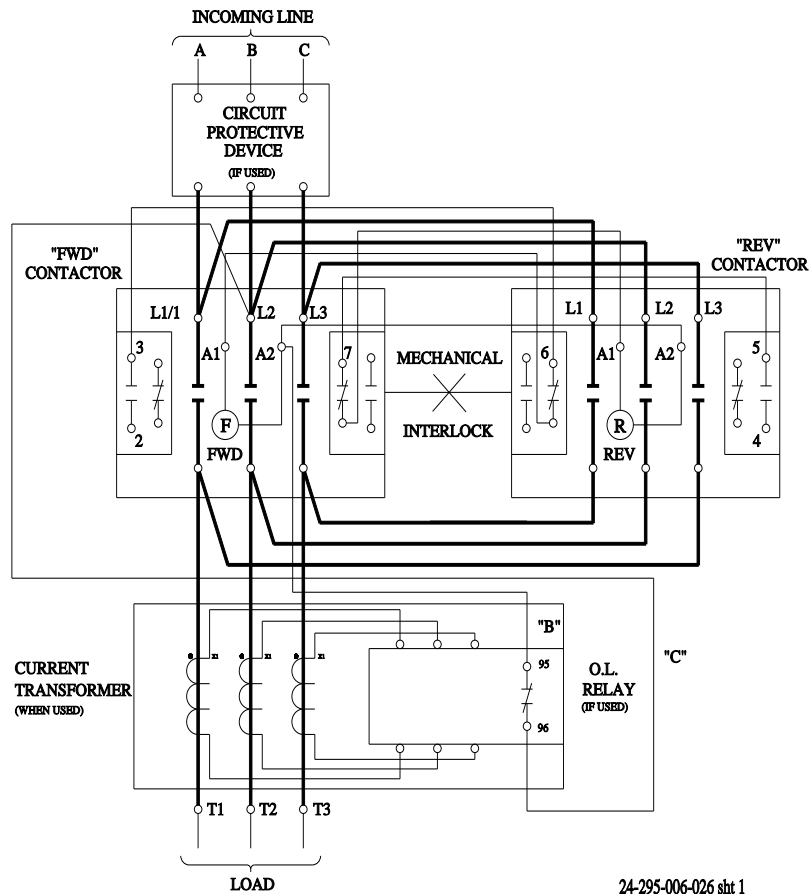 INCOMING LINE
A B C
CIRCUIT
PROTECTIVE
DEVICE
(IF USED)
"FWD"
CONTACTOR
"REV"
CONTACTOR
L1/1 L2 L3
L1 L2 L3
3 A1 A2 7
MECHANICAL
6 A1 A2 5
2 F
FWD
INTERLOCK
R
REV
4
"B"
"C"
CURRENT
TRANSFORMER
(WHEN USED)
X1 X1 X1
95
96
O.L.
RELAY
(IF USED)
T1 T2 T3
LOAD
24-295-006-026 sht 1